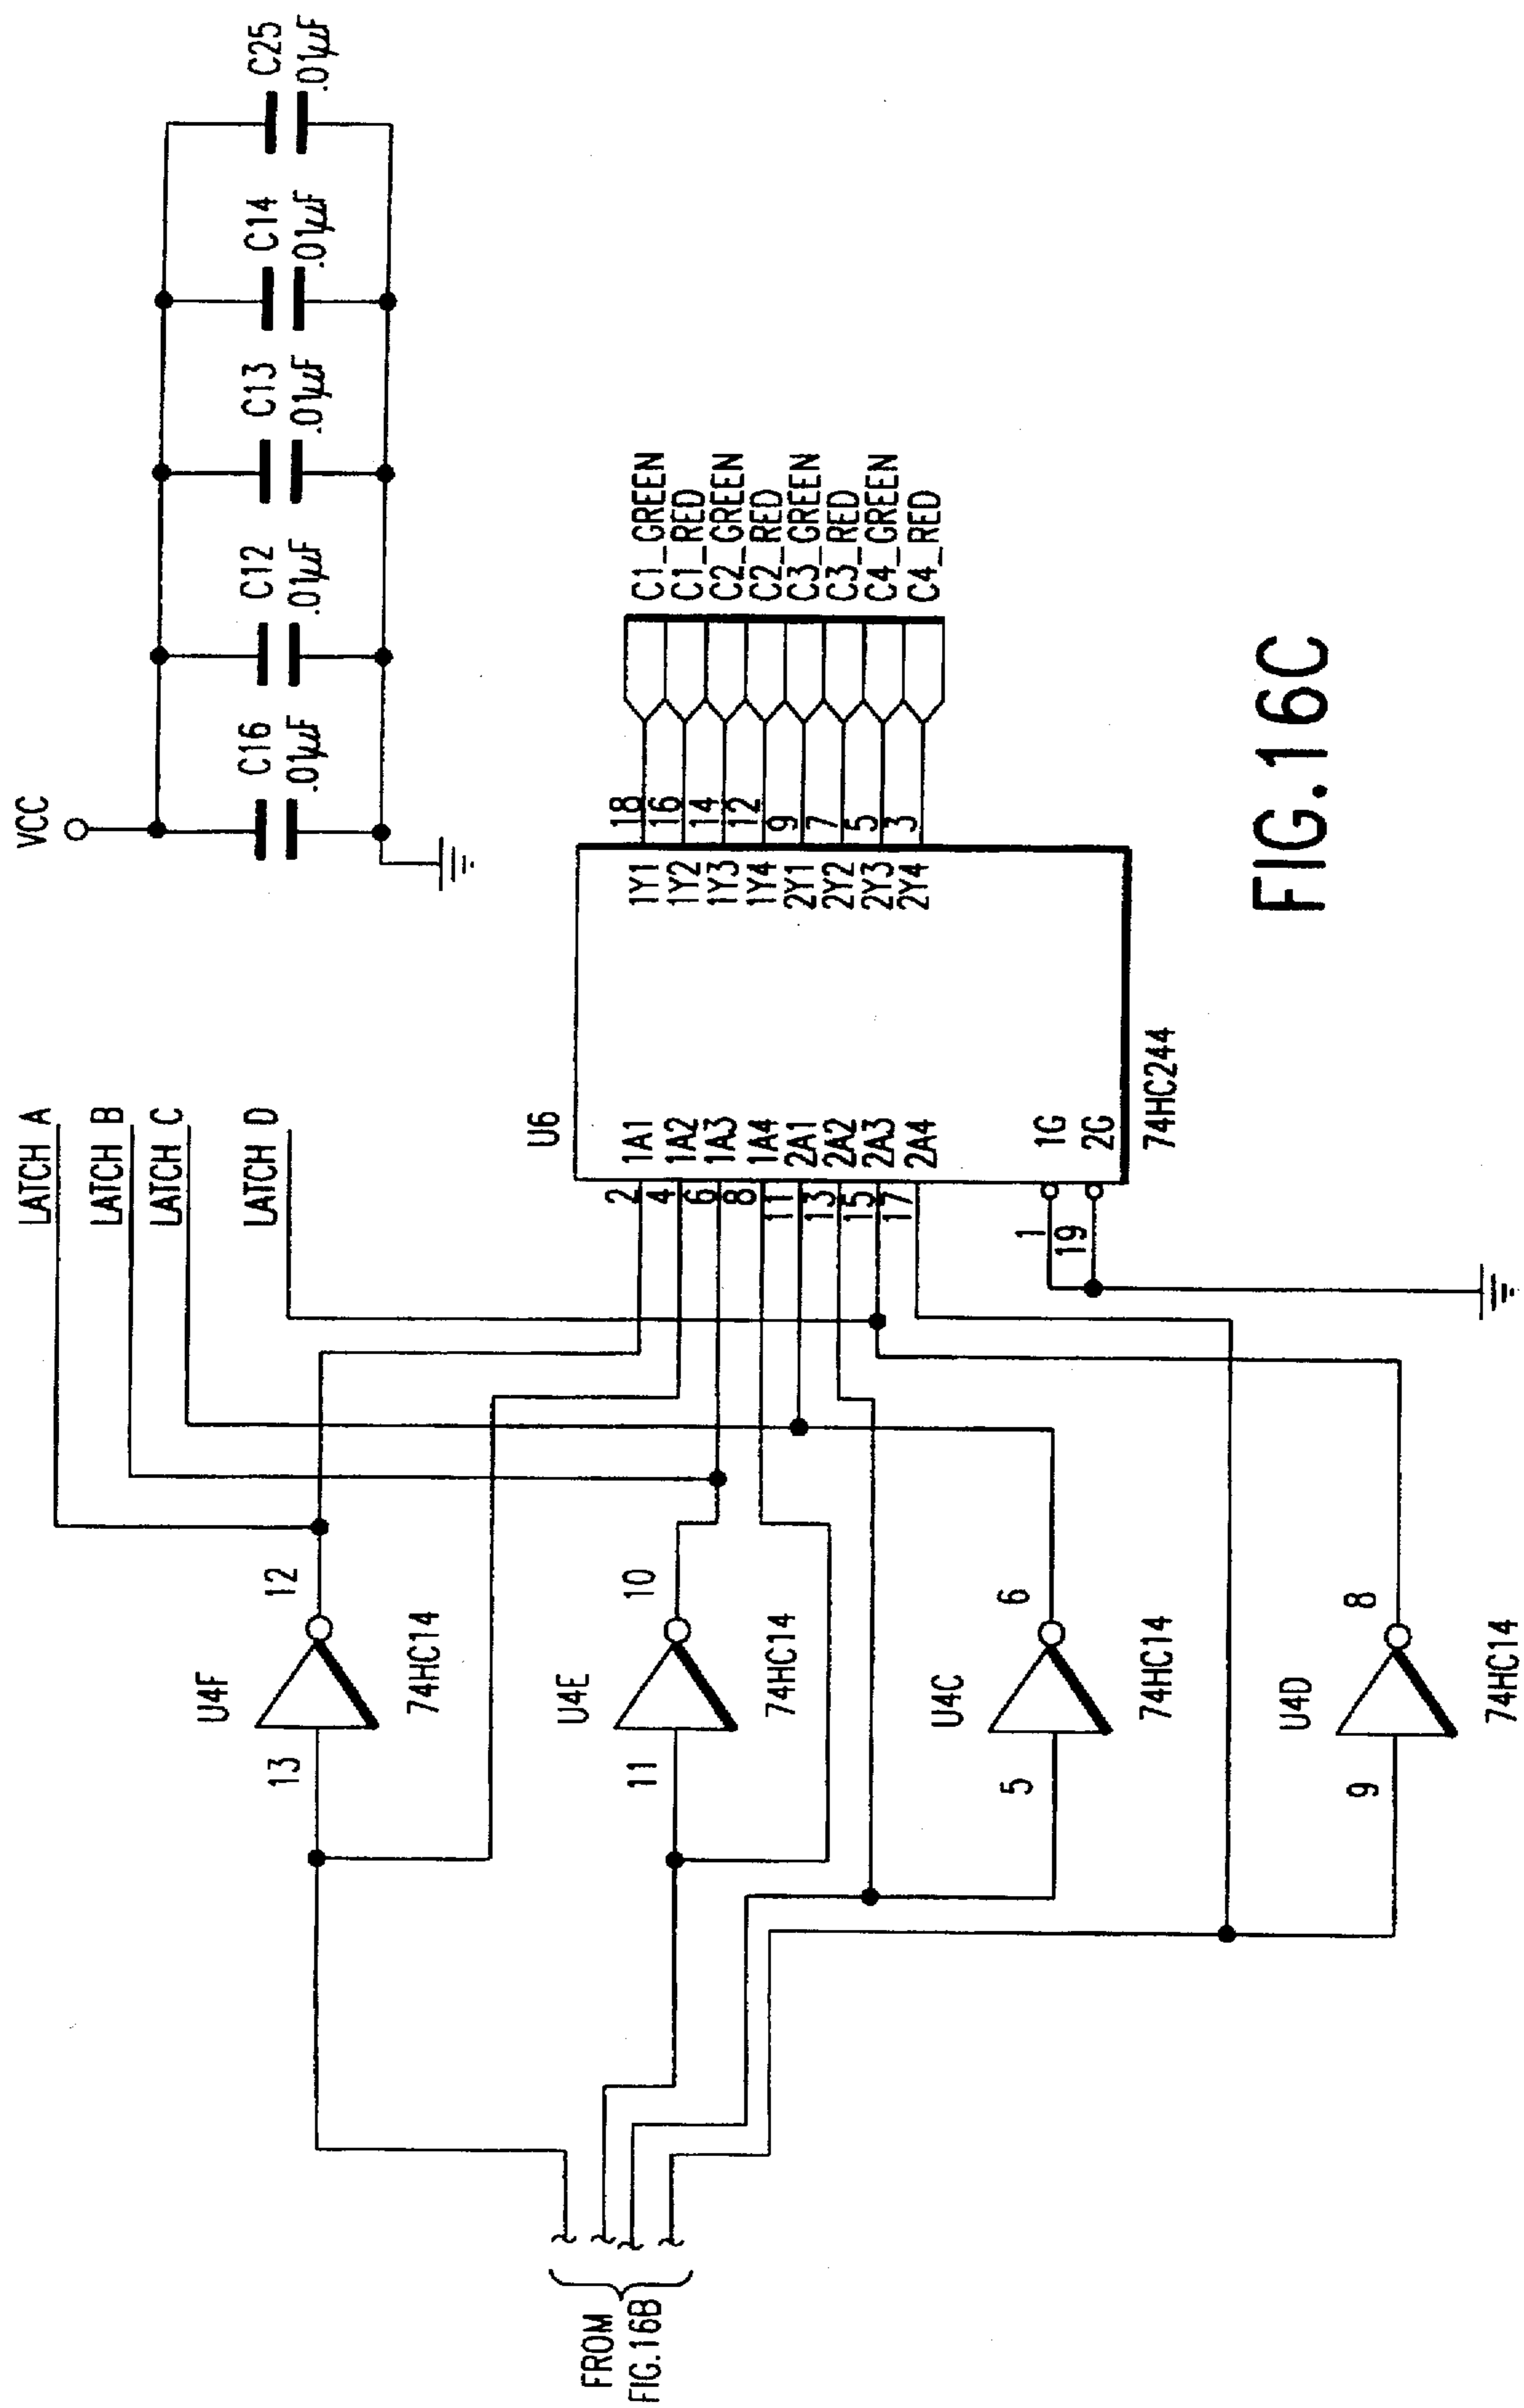 VCC
C16
.01µF
C12
.01µF
C13
.01µF
C14
.01µF
C25
.01µF
LATCH A
LATCH B
LATCH C
LATCH D
U4F
13
12
74HC14
U4E
11
10
74HC14
U4C
5
6
74HC14
U4D
9
8
74HC14
FROM
FIG.16B
U6
2 1A1
4 1A2
6 1A3
8 1A4
11 2A1
13 2A2
15 2A3
17 2A4
1 1G
19 2G
1Y1 18 C1_GREEN
1Y2 16 C1_RED
1Y3 14 C2_GREEN
1Y4 12 C2_RED
2Y1 9 C3_GREEN
2Y2 7 C3_RED
2Y3 5 C4_GREEN
2Y4 3 C4_RED
74HC244
FIG.16C